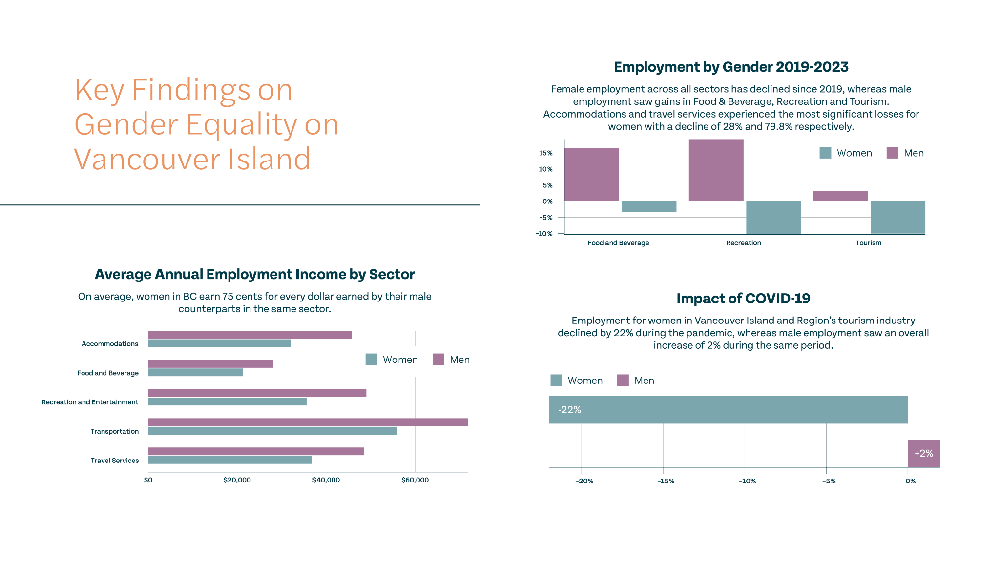 Key Findings on
Gender Equality on
Vancouver Island
Average Annual Employment Income by Sector
On average, women in BC earn 75 cents for every dollar earned by their male
counterparts in the same sector.
Accommodations
Food and Beverage
Recreation and Entertainment
Transportation
Travel Services
Women
Men
$0
$20,000
$40,000
$60,000
Employment by Gender 2019-2023
Female employment across all sectors has declined since 2019, whereas male
employment saw gains in Food & Beverage, Recreation and Tourism.
Accommodations and travel services experienced the most significant losses for
women with a decline of 28% and 79.8% respectively.
Women
Men
15%
10%
5%
0%
-5%
-10%
Food and Beverage
Recreation
Tourism
Impact of COVID-19
Employment for women in Vancouver Island and Region’s tourism industry
declined by 22% during the pandemic, whereas male employment saw an overall
increase of 2% during the same period.
Women
Men
-22%
+2%
-20%
-15%
-10%
-5%
0%